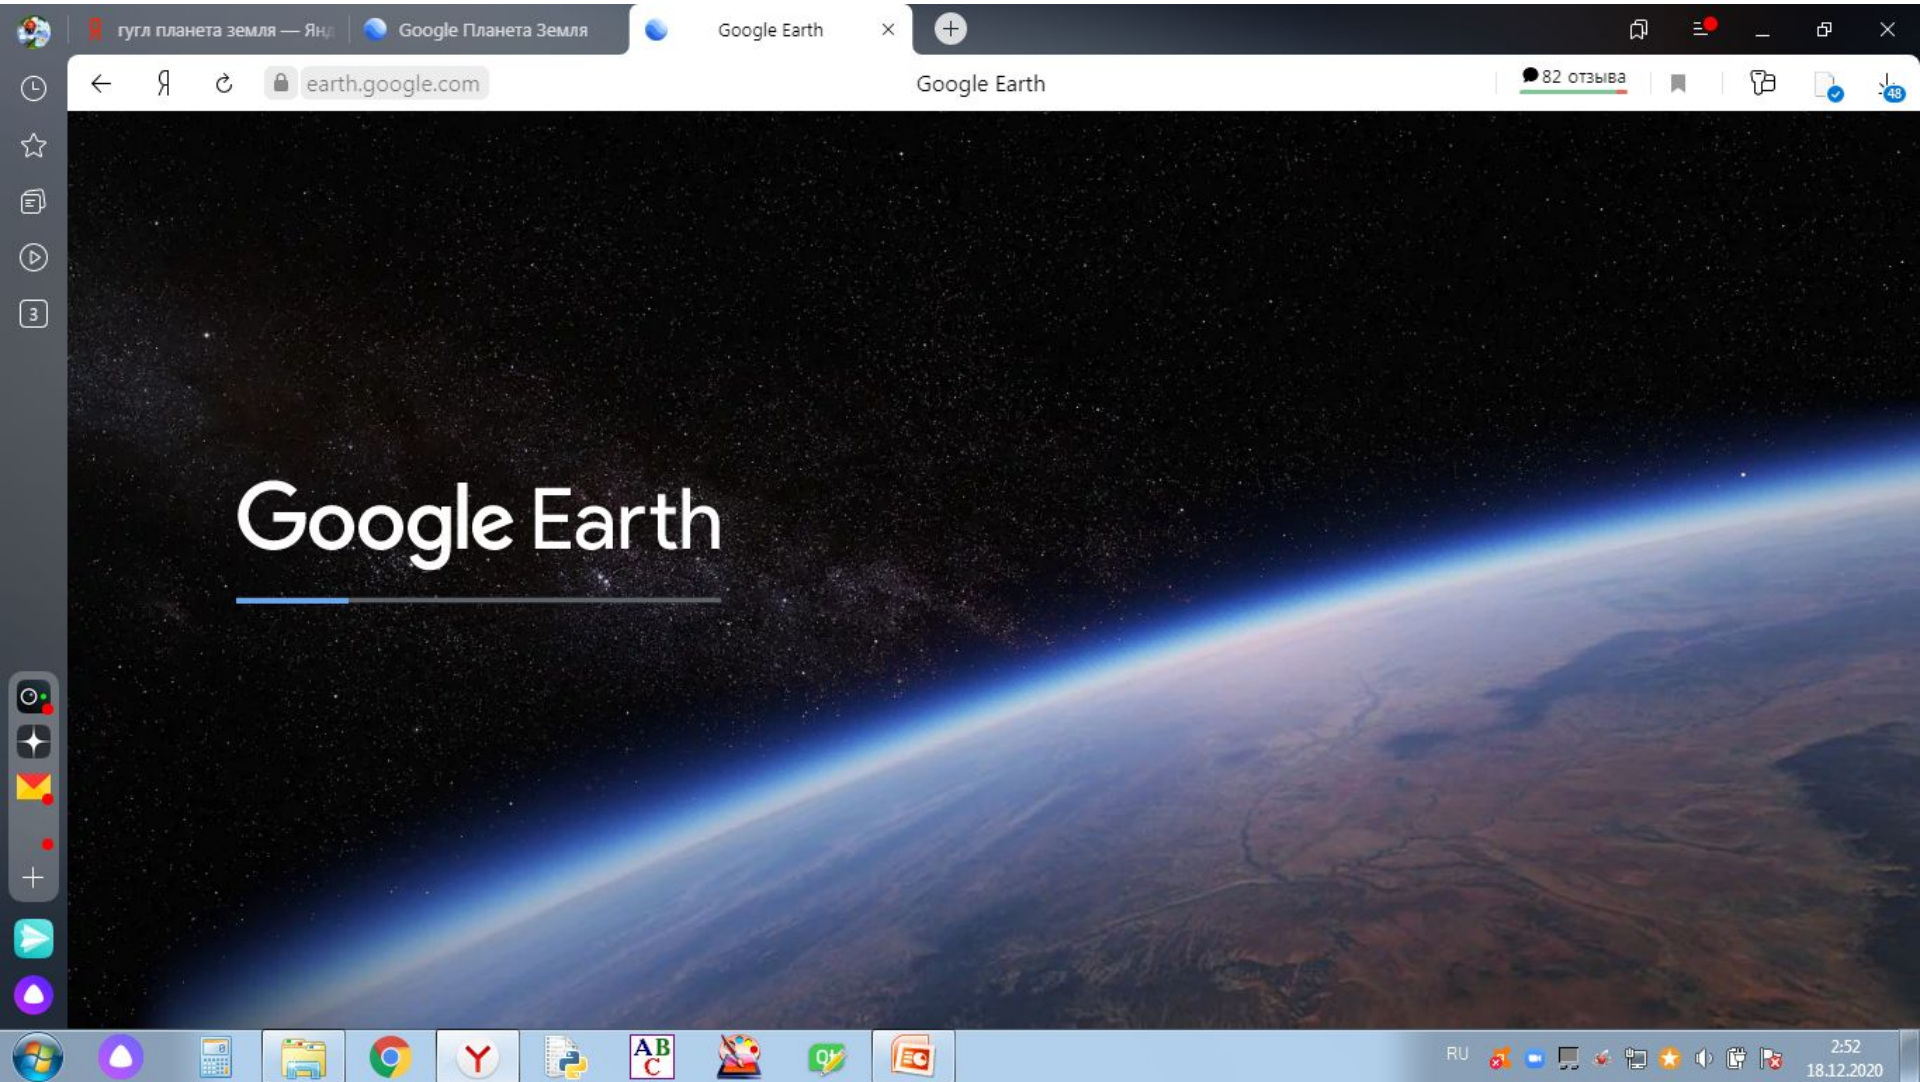 гугл планета земля — Янд
Google Планета Земля
Google Earth
earth.google.com
Google Earth
82 отзыва
48
3
Google Earth
RU
2:52
18.12.2020